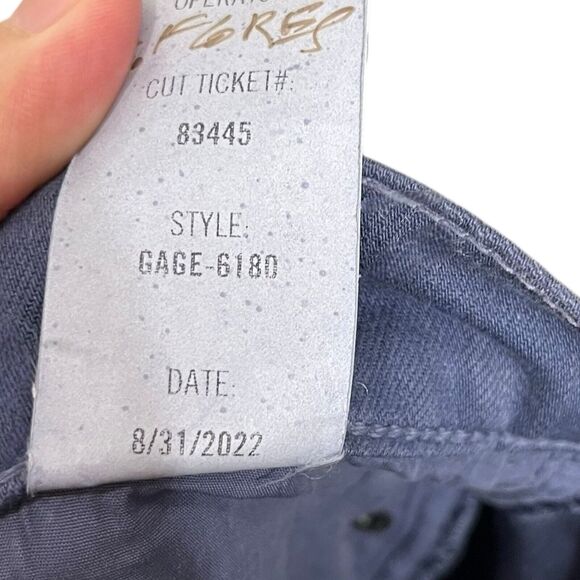 CUT TICKET#:
83445
STYLE:
GAGE-6180
DATE:
8/31/2022